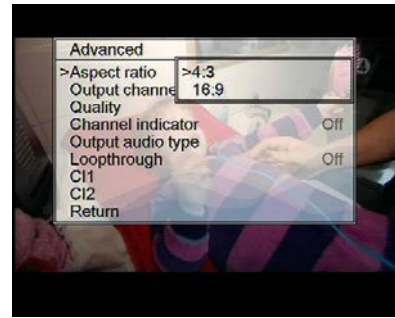 Advanced
>Aspect ratio
>4:3
16:9
Output channe
Quality
Channel indicator Off
Output audio type
Loopthrough Off
CI1
CI2
Return